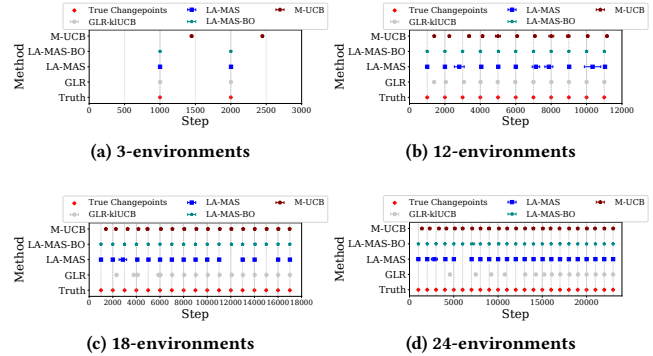 True Changepoints LA-MAS M-UCB
GLR-klUCB LA-MAS-BO
M-UCB
LA-MAS-BO
LA-MAS
GLR
Truth
Method
0 500 1000 1500 2000 2500 3000
Step
(a) 3-environments
True Changepoints LA-MAS M-UCB
GLR-klUCB LA-MAS-BO
M-UCB
LA-MAS-BO
LA-MAS
GLR
Truth
Method
0 2000 4000 6000 8000 10000 12000
Step
(b) 12-environments
True Changepoints LA-MAS M-UCB
GLR-klUCB LA-MAS-BO
M-UCB
LA-MAS-BO
LA-MAS
GLR
Truth
Method
0 2000 4000 6000 8000 10000 12000 14000 16000 18000
Step
(c) 18-environments
True Changepoints LA-MAS M-UCB
GLR-klUCB LA-MAS-BO
M-UCB
LA-MAS-BO
LA-MAS
GLR
Truth
Method
0 5000 10000 15000 20000
Step
(d) 24-environments